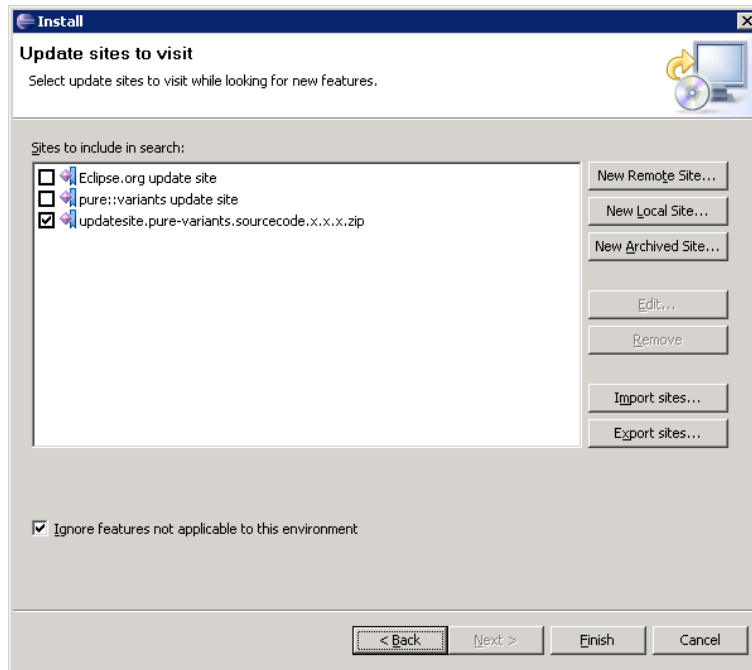 Install
Update sites to visit
Select update sites to visit while looking for new features.
Sites to include in search:
Eclipse.org update site
pure::variants update site
updatesite.pure-variants.sourcecode.x.x.x.zip
New Remote Site...
New Local Site...
New Archived Site...
Edit...
Remove
Import sites...
Export sites...
Ignore features not applicable to this environment
< Back
Next >
Finish
Cancel